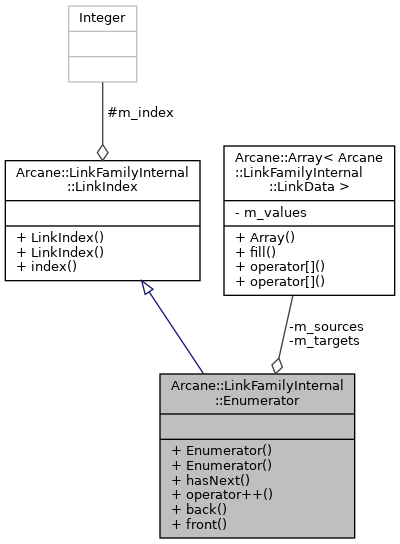 Integer
#m_index
Arcane::LinkFamilyInternal
::LinkIndex
+ LinkIndex()
+ LinkIndex()
+ index()
Arcane::Array< Arcane
::LinkFamilyInternal
::LinkData >
- m_values
+ Array()
+ fill()
+ operator[]()
+ operator[]()
-m_sources
-m_targets
Arcane::LinkFamilyInternal
::Enumerator
+ Enumerator()
+ Enumerator()
+ hasNext()
+ operator++()
+ back()
+ front()